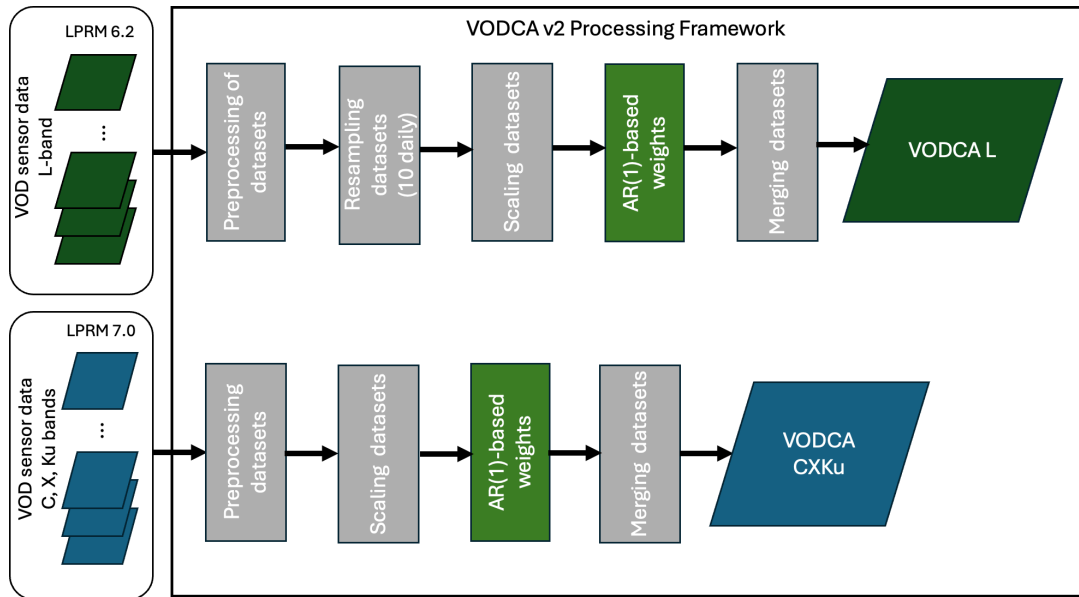 VODCA v2 Processing Framework
LPRM 6.2
VOD sensor data
L-band
...
Preprocessing of
datasets
Resampling
datasets
(10 daily)
Scaling datasets
AR(1)-based
weights
Merging datasets
VODCA L
LPRM 7.0
VOD sensor data
C, X, Ku bands
...
Preprocessing
datasets
Scaling datasets
AR(1)-based
weights
Merging datasets
VODCA
CXKu